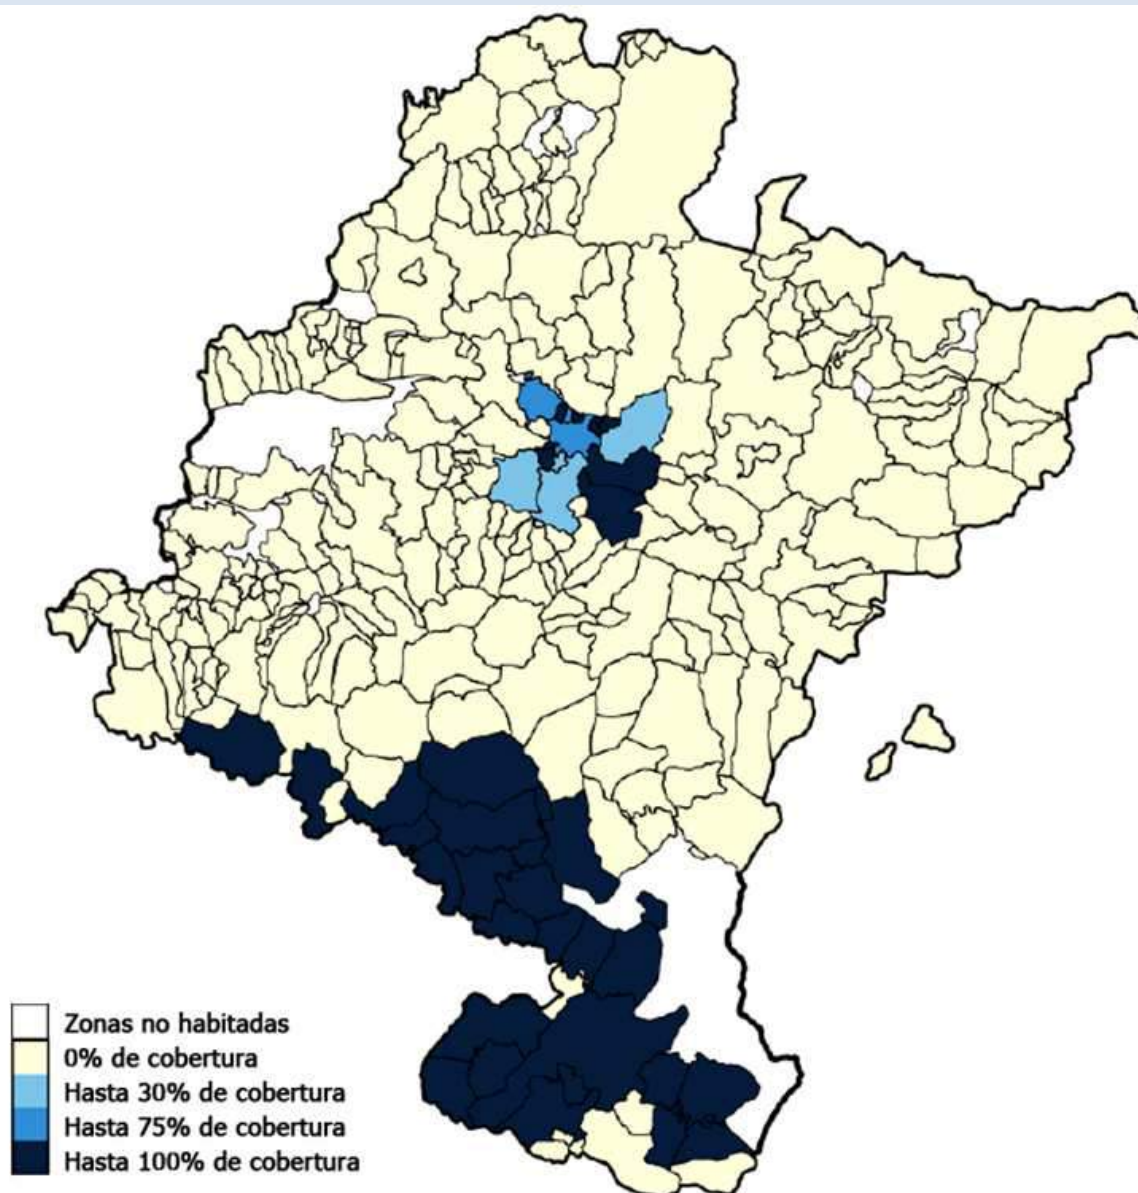 Zonas no habitadas
0% de cobertura
Hasta 30% de cobertura
Hasta 75% de cobertura
Hasta 100% de cobertura